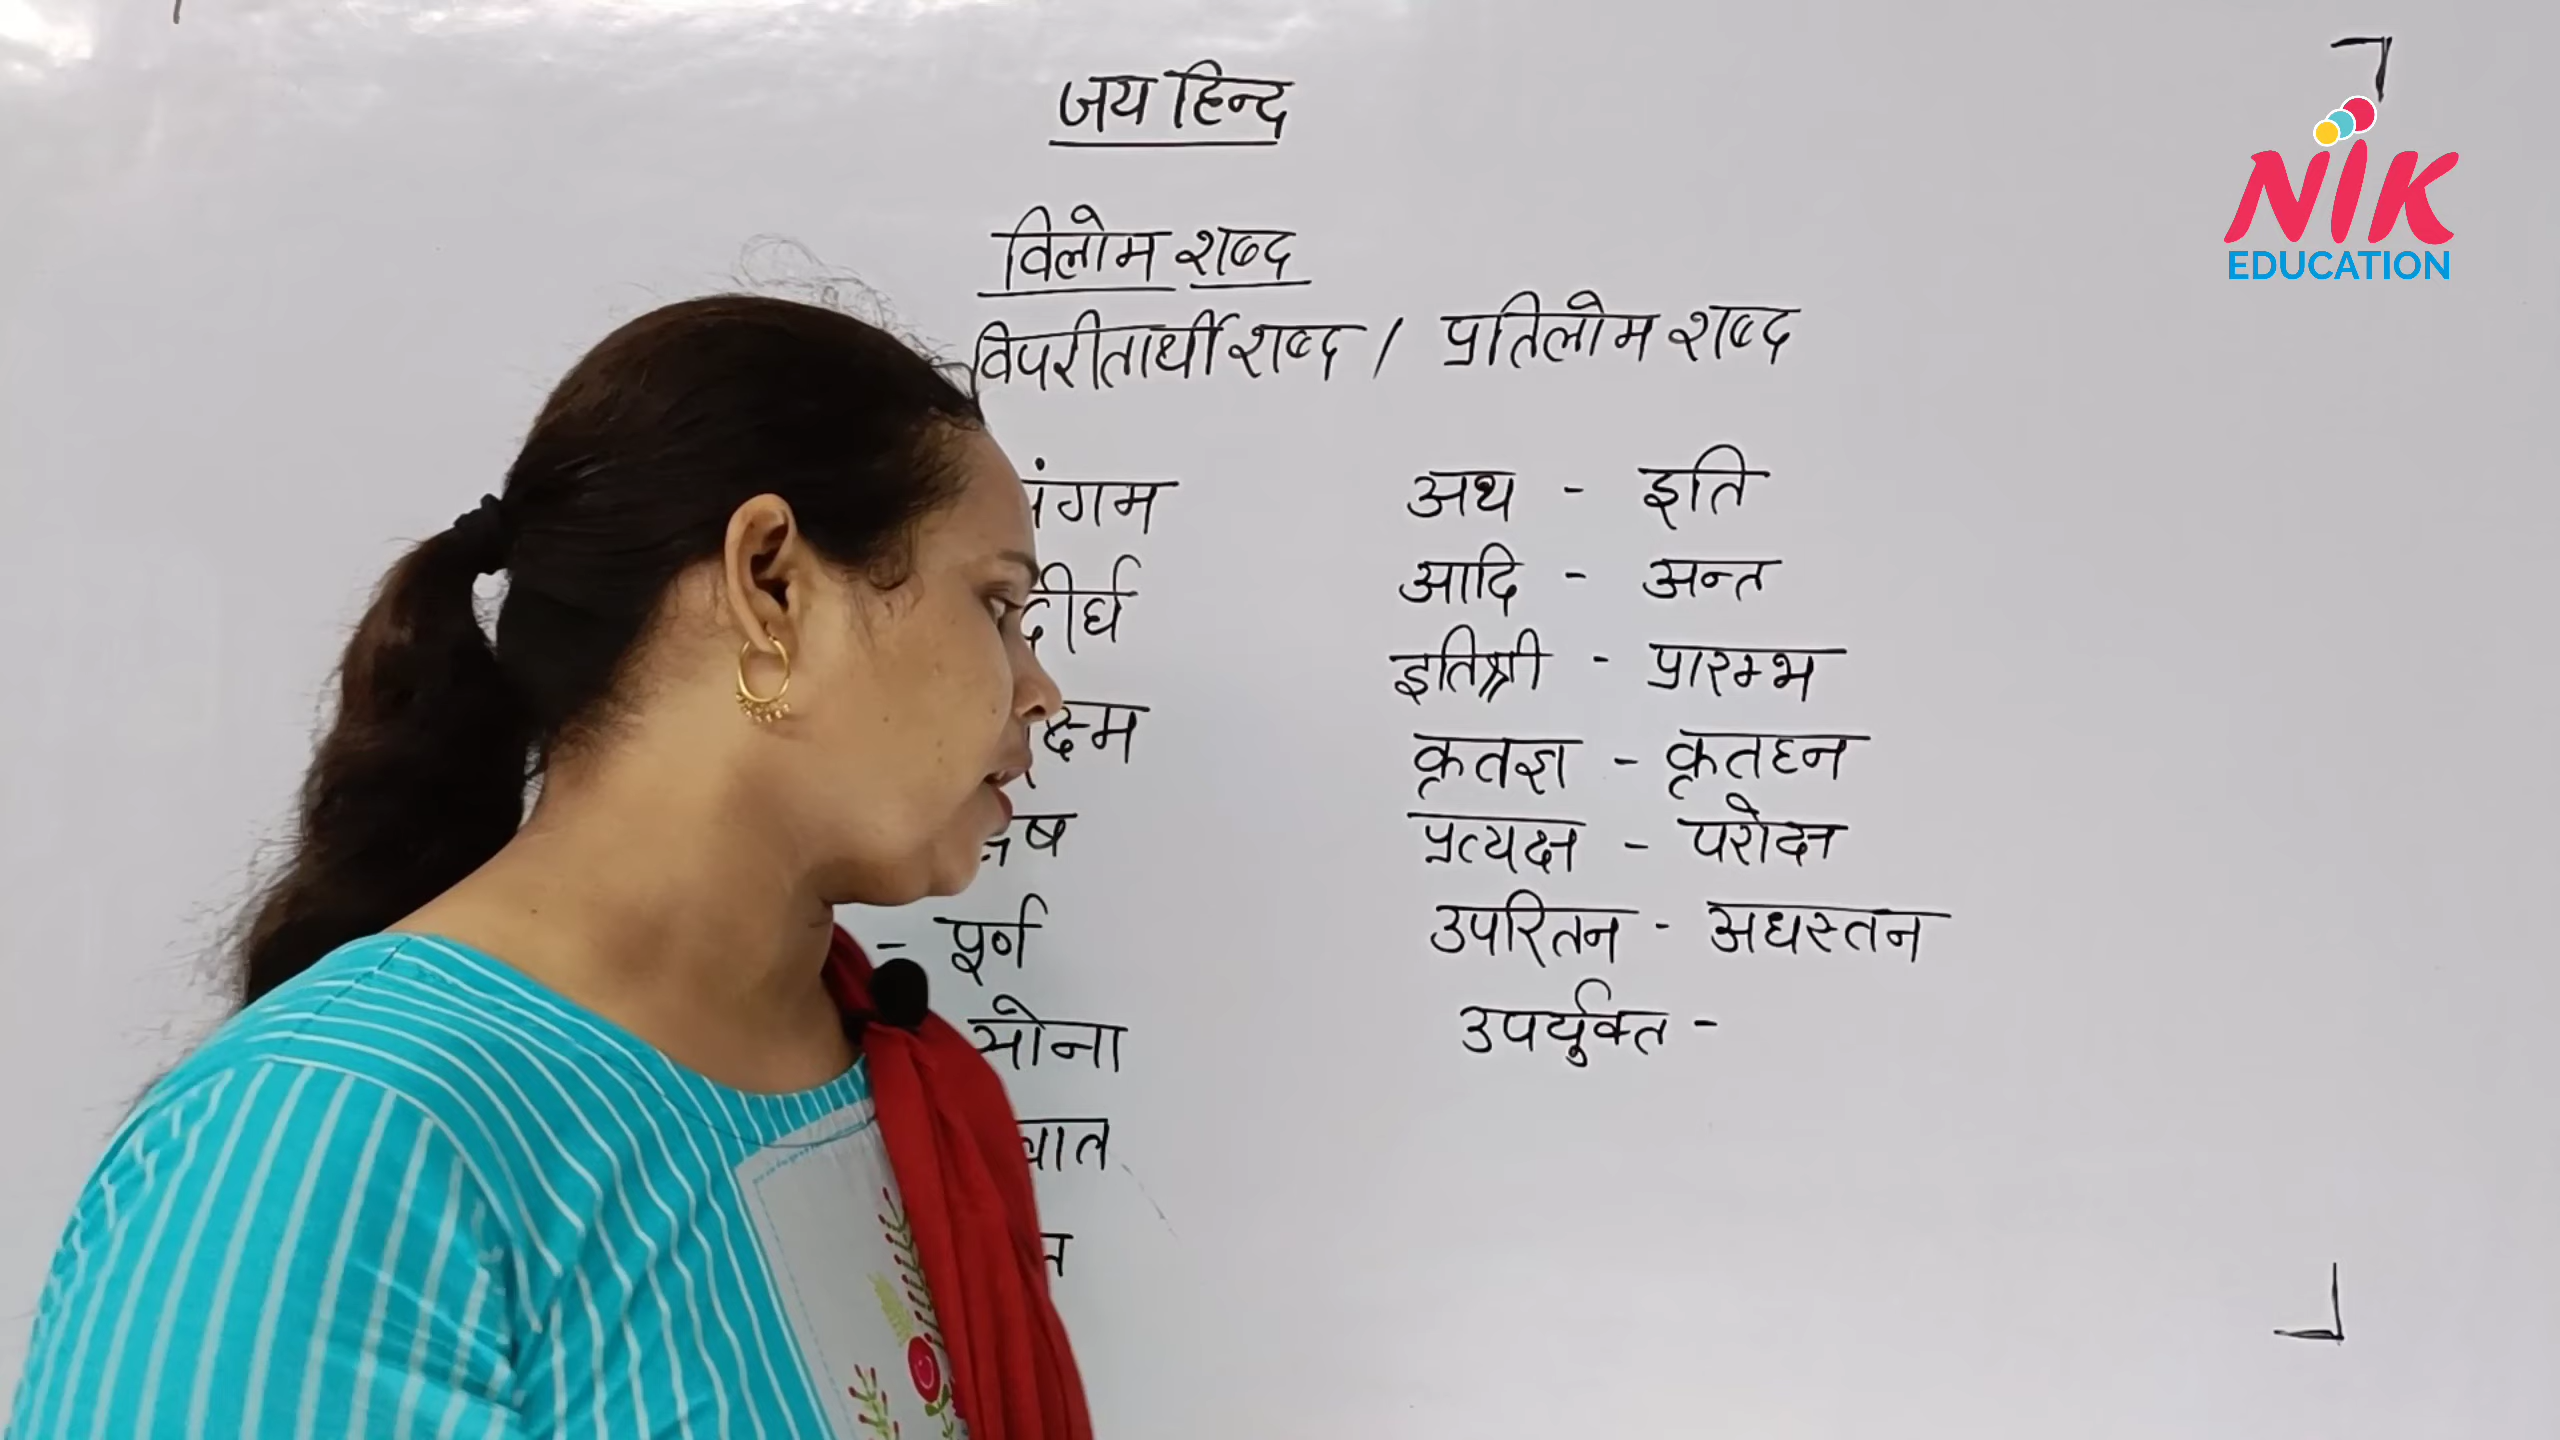 जय हिन्द
NIK
EDUCATION
विलोम शब्द
विपरीतार्थी शब्द / प्रतिलोम शब्द
अथ - इति
दीर्घ
आदि - अन्त
इतिश्री - प्रारम्भ
कृतज्ञ - कृतघ्न
प्रत्यक्ष - परोक्ष
- पूर्ण
उपरितन - अधस्तन
सोना
उपर्युक्त -